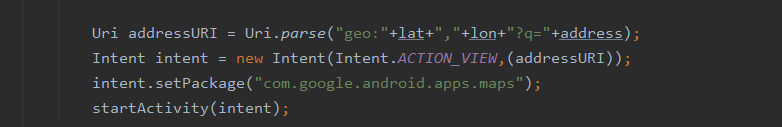 Uri addressURI = Uri.parse("geo:"+lat+","+lon+"?q="+address);
Intent intent = new Intent(Intent.ACTION_VIEW,(addressURI));
intent.setPackage("com.google.android.apps.maps");
startActivity(intent);